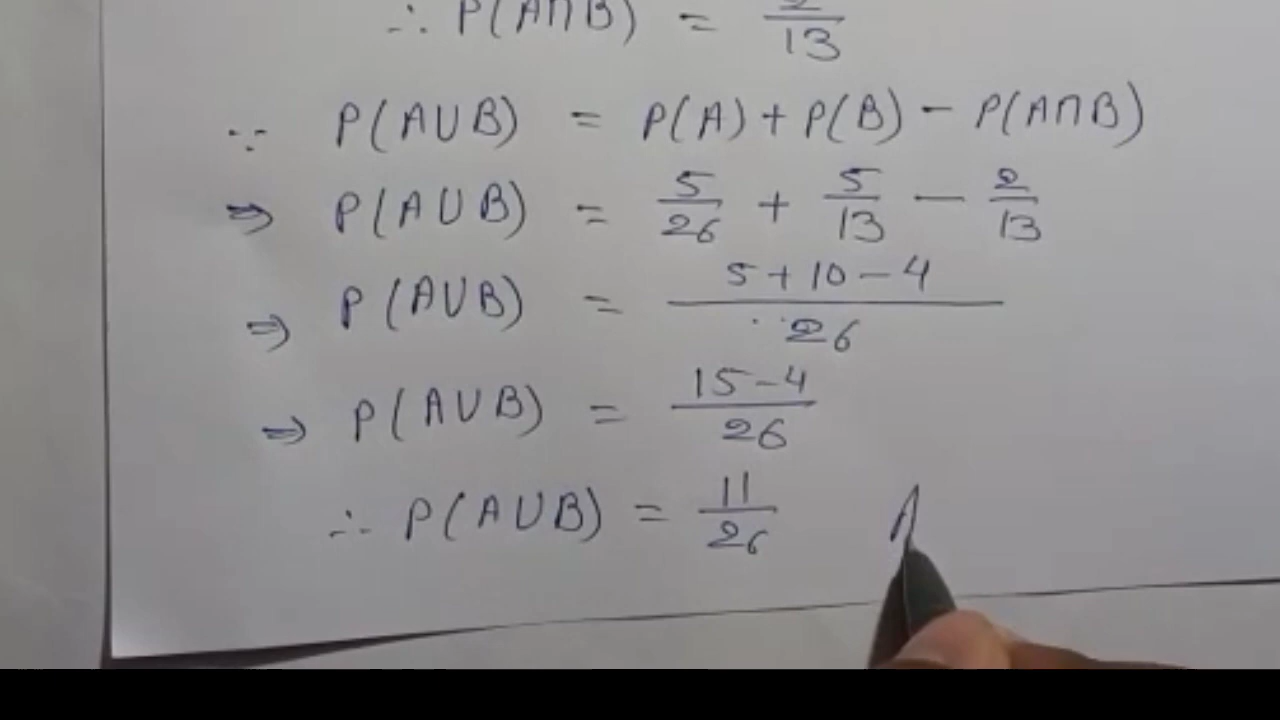 ∴ P(A∩B) = 2/13
∵ P(A∪B) = P(A) + P(B) - P(A∩B)
⇒ P(A∪B) = 5/26 + 5/13 - 2/13
⇒ P(A∪B) = (5+10-4)/26
⇒ P(A∪B) = (15-4)/26
∴ P(A∪B) = 11/26 A